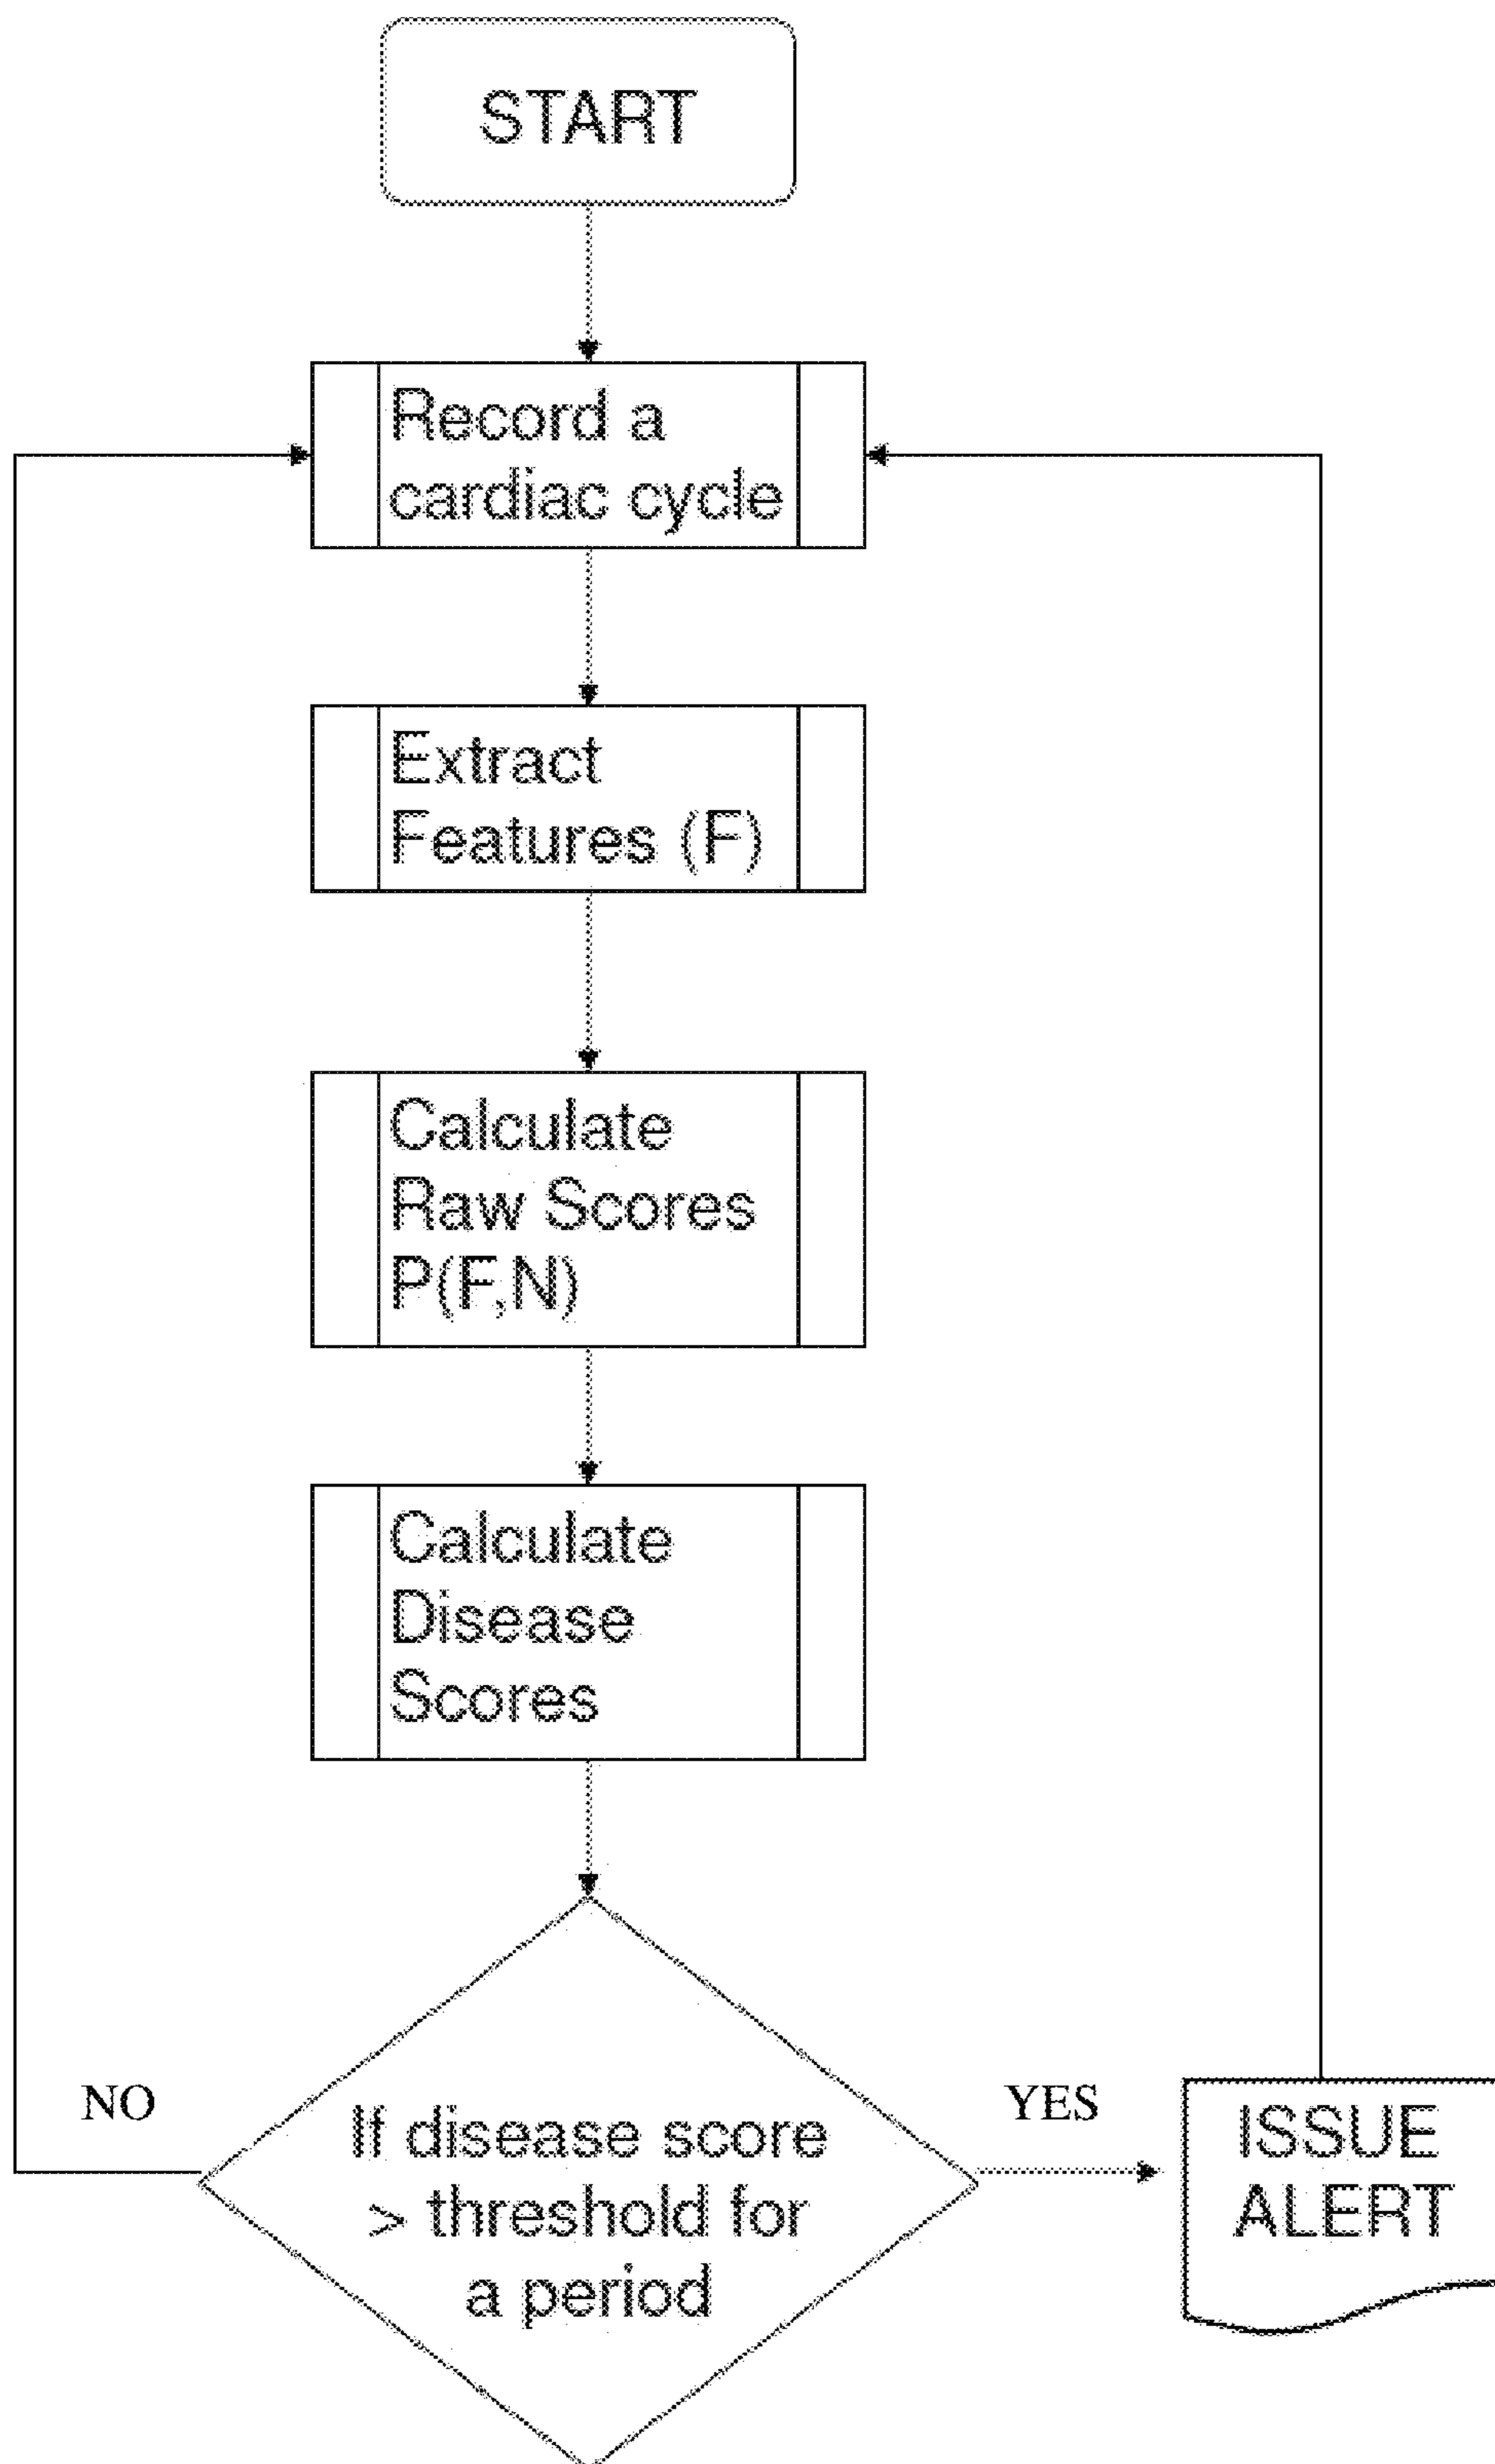 START
Record a
cardiac cycle
Extract
Features (F)
Calculate
Raw Scores
P(F,N)
Calculate
Disease
Scores
NO
If disease score
> threshold for
a period
YES
ISSUE
ALERT